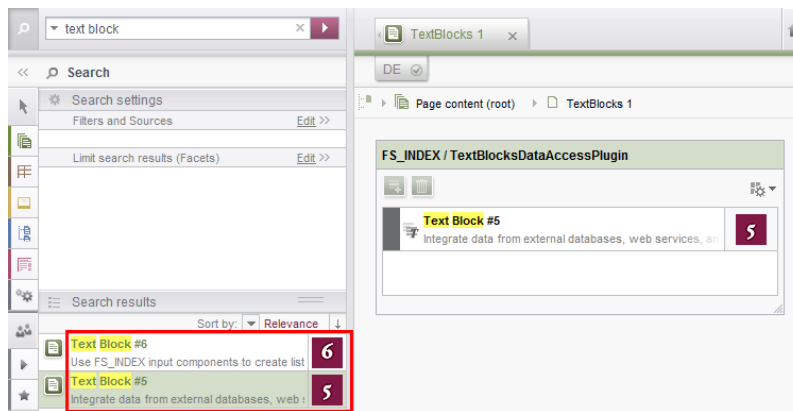 text block
Search
Search settings
Filters and Sources Edit >>
Limit search results (Facets) Edit >>
Search results
Sort by: Relevance
Text Block #6
Use FS_INDEX input components to create list
6
Text Block #5
Integrate data from external databases, web
5
TextBlocks 1
DE
Page content (root) TextBlocks 1
FS_INDEX / TextBlocksDataAccessPlugin
Text Block #5
Integrate data from external databases, web services, an
5